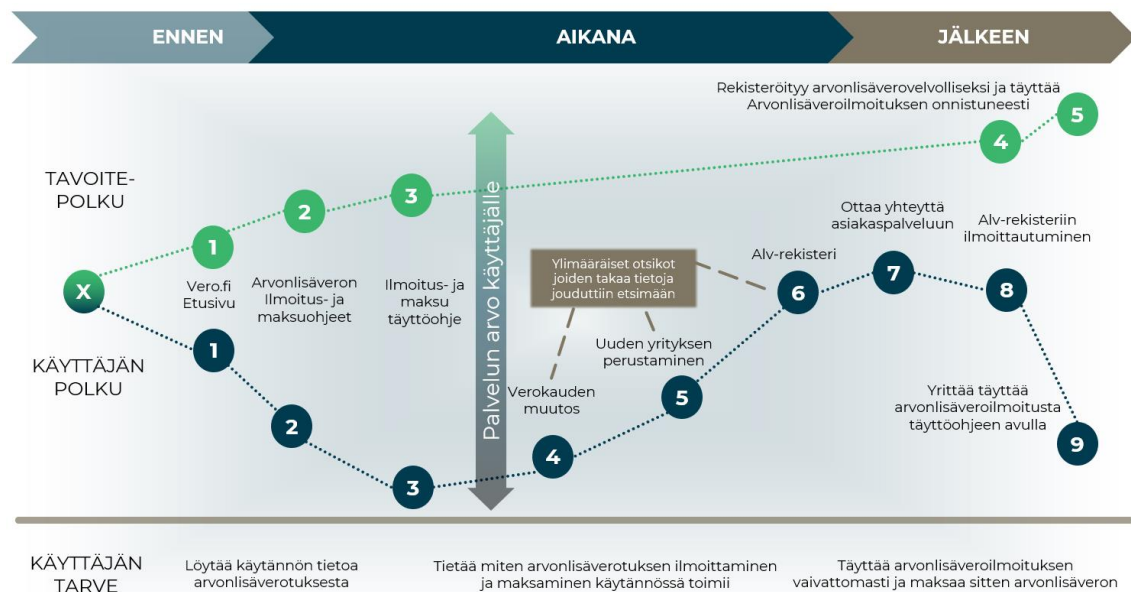 ENNEN
AIKANA
JÄLKEEN
Rekisteröityy arvonlisäverovelvolliseksi ja täyttää
Arvonlisäveroilmoituksen onnistuneesti
5
4
TAVOITE-
POLKU
3
2
1
X
Vero.fi
Etusivu
Arvonlisäveron
Ilmoitus- ja
maksuohjeet
Ilmoitus- ja
maksu
täyttöohje
Palvelun arvo käyttäjälle
Ylimääräiset otsikot
joiden takaa tietoja
jouduttiin etsimään
Alv-rekisteri
Ottaa yhteyttä
asiakaspalveluun
Alv-rekisteriin
ilmoittautuminen
6
7
8
KÄYTTÄJÄN
POLKU
1
2
3
Verokauden
muutos
4
Uuden yrityksen
perustaminen
5
Yrittää täyttää
arvonlisäveroilmoitusta
täyttöohjeen avulla
9
KÄYTTÄJÄN
TARVE
Löytää käytännön tietoa
arvonlisäverotuksesta
Tietää miten arvonlisäverotuksen ilmoittaminen
ja maksaminen käytännössä toimii
Täyttää arvonlisäveroilmoituksen
vaivattomasti ja maksaa sitten arvonlisäveron